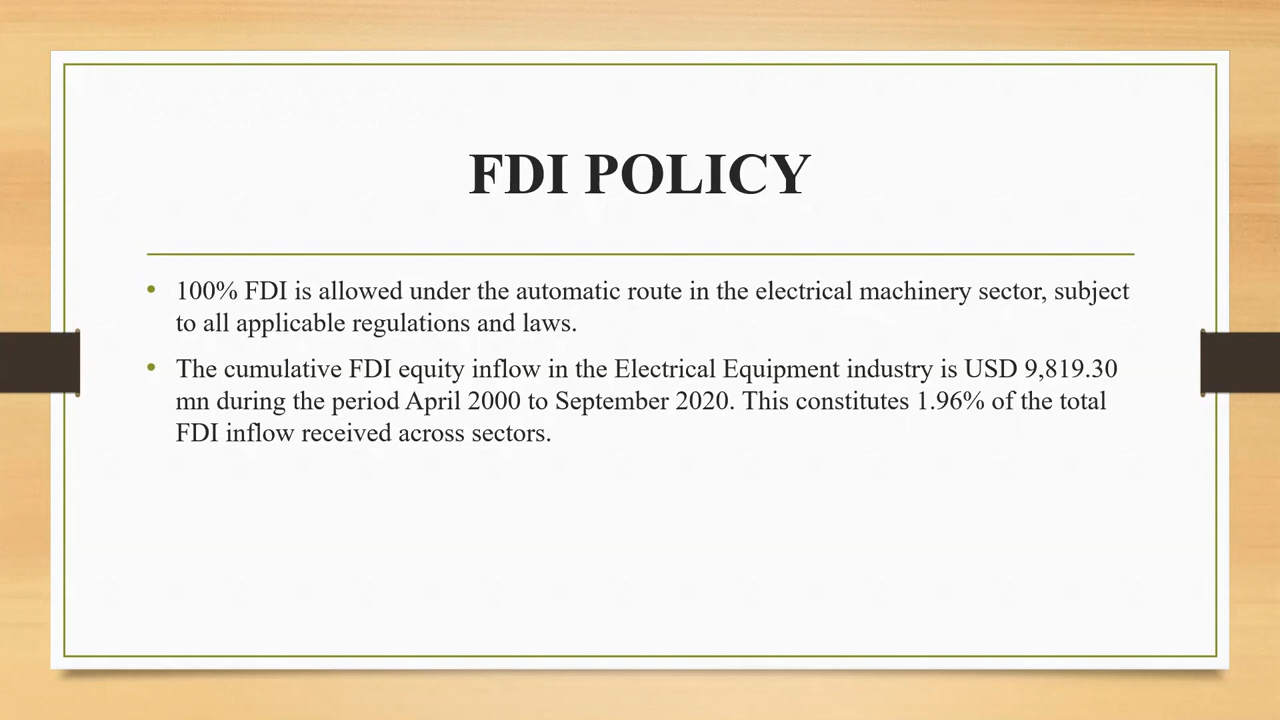 FDI POLICY
• 100% FDI is allowed under the automatic route in the electrical machinery sector, subject
to all applicable regulations and laws.
• The cumulative FDI equity inflow in the Electrical Equipment industry is USD 9,819.30
mn during the period April 2000 to September 2020. This constitutes 1.96% of the total
FDI inflow received across sectors.